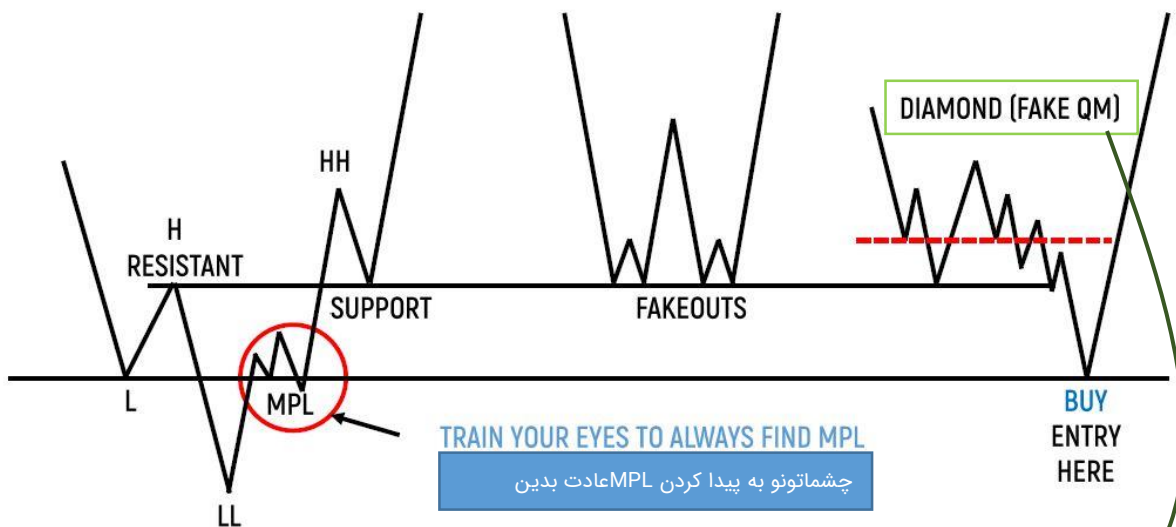 DIAMOND (FAKE QM)
HH
H
RESISTANT
SUPPORT
FAKEOUTS
L
MPL
BUY
ENTRY
HERE
TRAIN YOUR EYES TO ALWAYS FIND MPL
چشماتونو به پیدا کردن MPLعادت بدین
LL